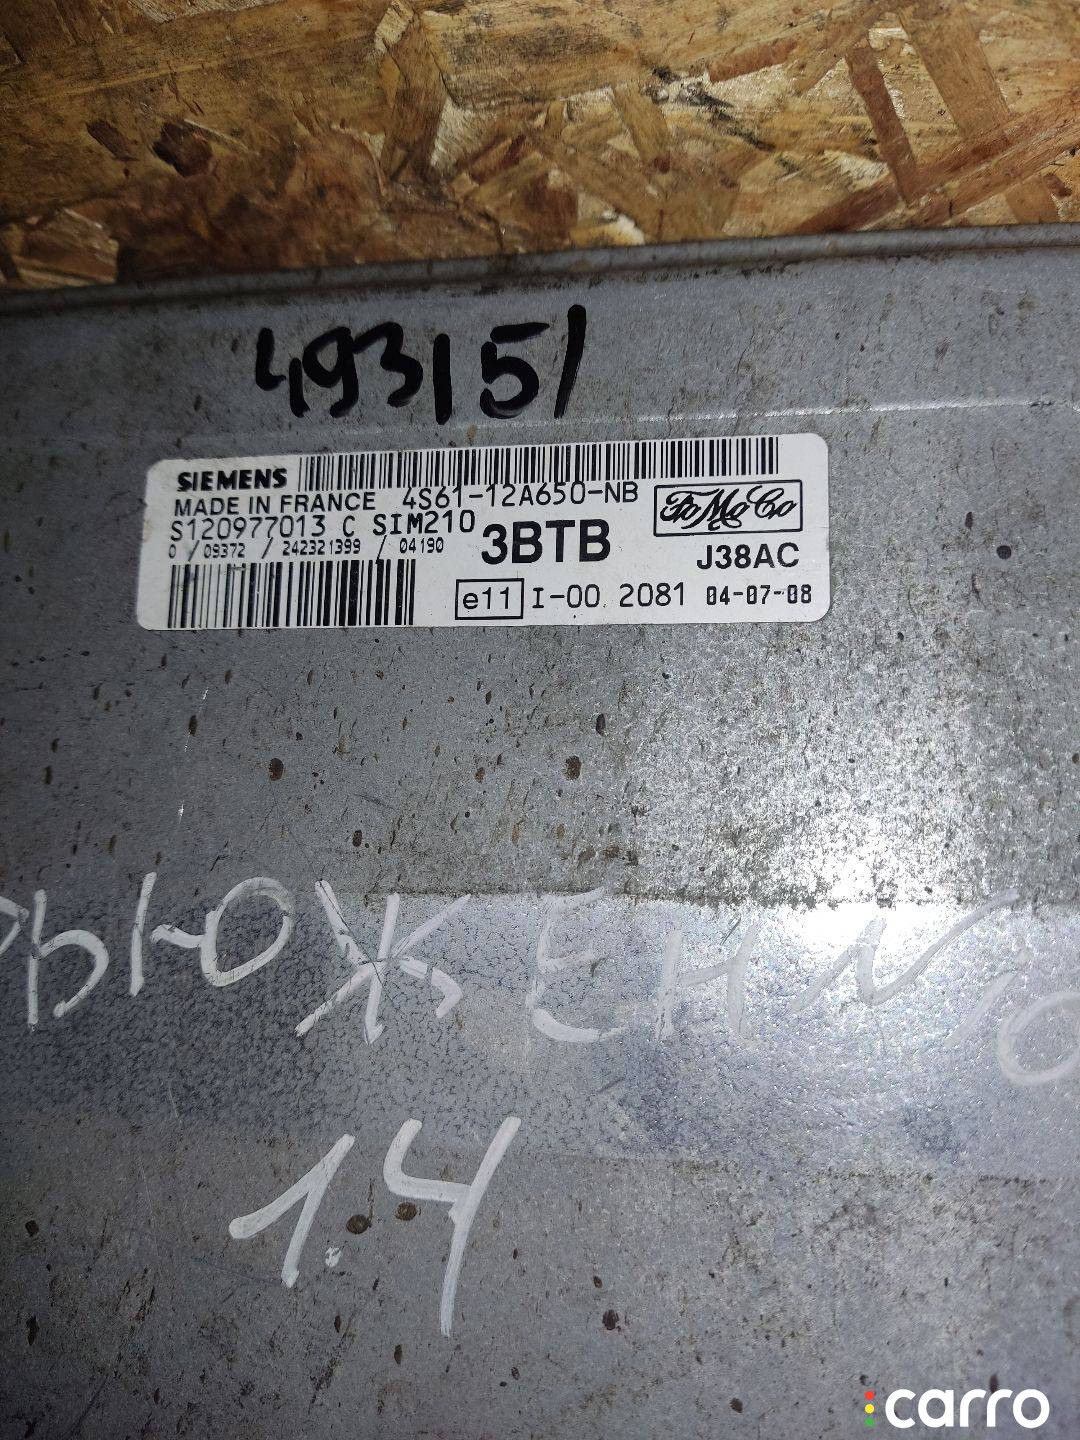 493151
SIEMENS
MADE IN FRANCE 4S61-12A650-NB
S120977013 C SIM210
FoMoCo
0 / 09372 / 242321399 / 04190
3BTB
J38AC
e11 I-00 2081 04-07-08
1.4
carro